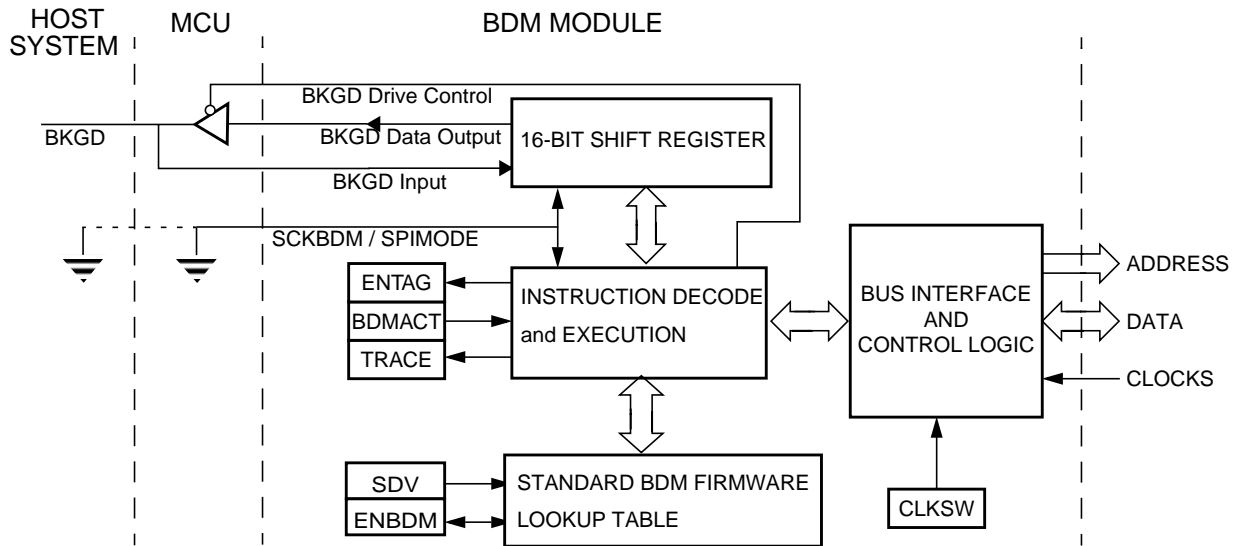 HOST
SYSTEM
MCU
BDM MODULE
BKGD Drive Control
BKGD
BKGD Data Output
16-BIT SHIFT REGISTER
BKGD Input
SCKBDM / SPIMODE
ENTAG
BDMACT
TRACE
INSTRUCTION DECODE
and EXECUTION
BUS INTERFACE
AND
CONTROL LOGIC
ADDRESS
DATA
CLOCKS
SDV
ENBDM
STANDARD BDM FIRMWARE
LOOKUP TABLE
CLKSW